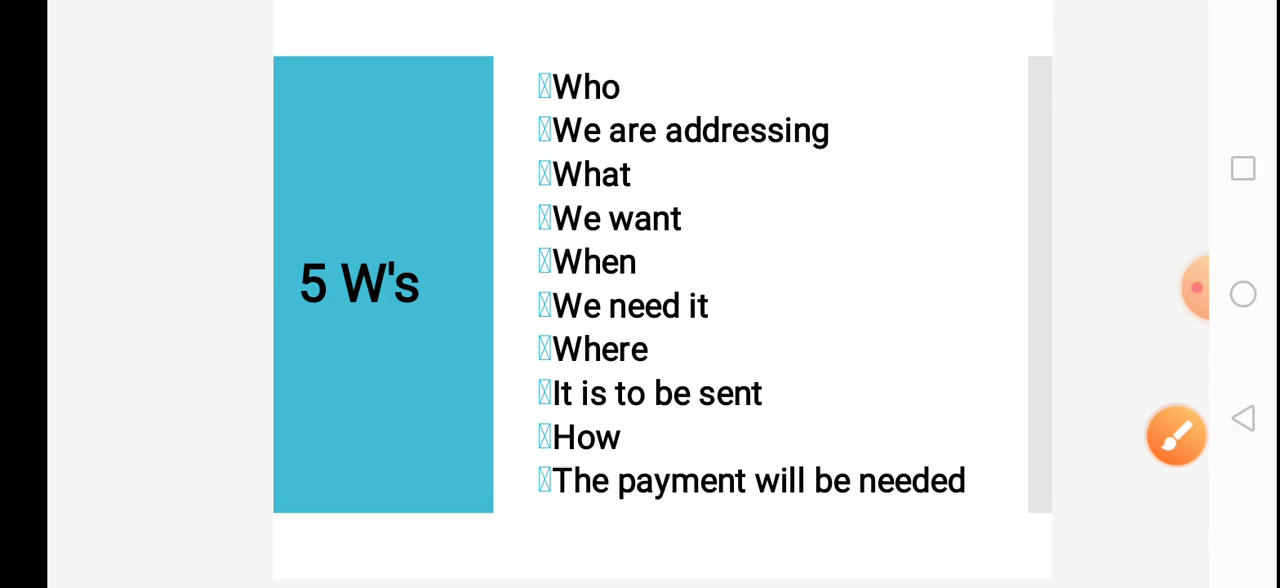 5 W's
Who
We are addressing
What
We want
When
We need it
Where
It is to be sent
How
The payment will be needed